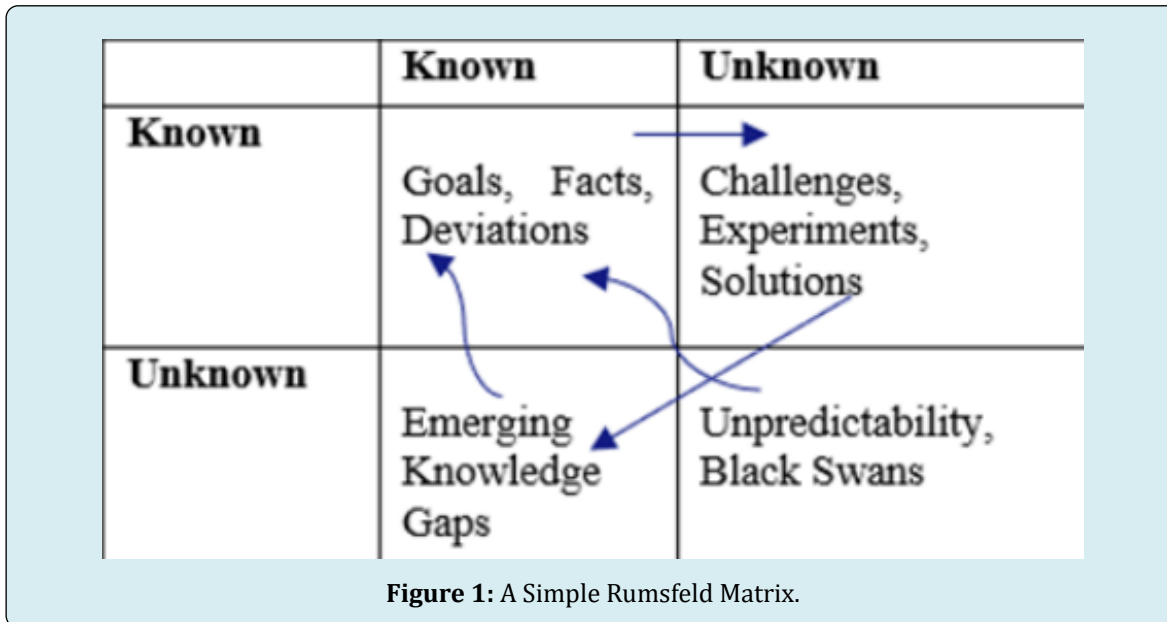 Known Unknown
Known
Goals, Facts,
Deviations
Challenges,
Experiments,
Solutions
Unknown
Emerging
Knowledge
Gaps
Unpredictability,
Black Swans
Figure 1: A Simple Rumsfeld Matrix.